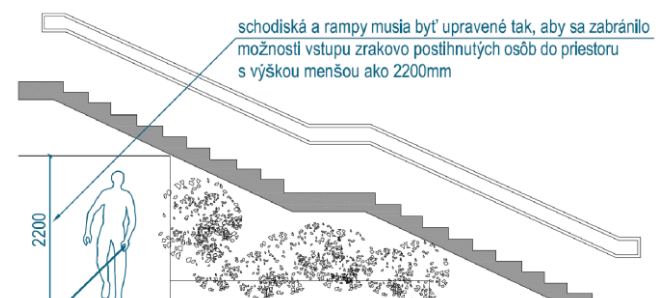 schodiská a rampy musia byť upravené tak, aby sa zabránilo
možnosti vstupu zrakovo postihnutých osôb do priestoru
s výškou menšou ako 2200mm
2200